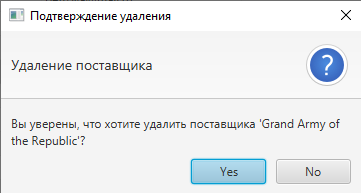 Подтверждение удаления
Удаление поставщика
Вы уверены, что хотите удалить поставщика 'Grand Army of
the Republic'?
Yes
No